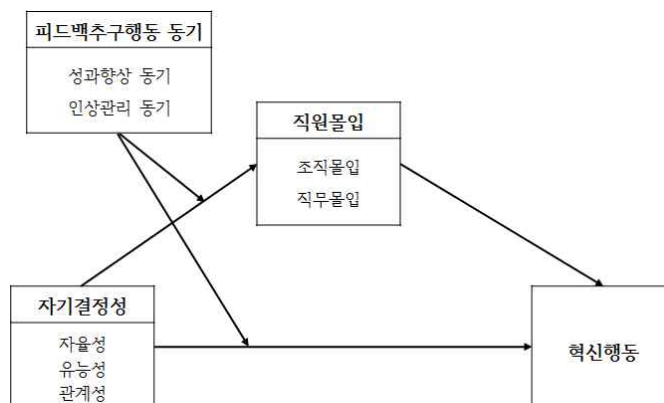 피드백추구행동 동기
성과향상 동기
인상관리 동기
직원몰입
조직몰입
직무몰입
자기결정성
자율성
유능성
관계성
혁신행동